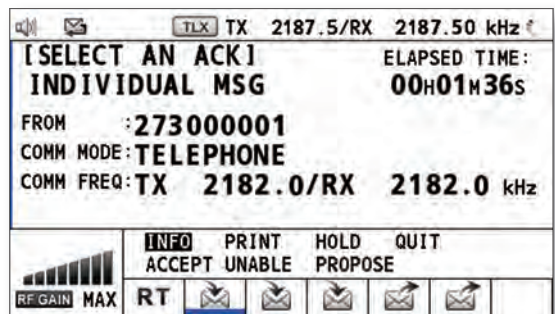 TLX TX 2187.5/RX 2187.50 kHz
[SELECT AN ACK] ELAPSED TIME:
INDIVIDUAL MSG 00H01M36S
FROM :273000001
COMM MODE:TELEPHONE
COMM FREQ:TX 2182.0/RX 2182.0 kHz
INFO PRINT HOLD QUIT
ACCEPT UNABLE PROPOSE
RF GAIN MAX RT